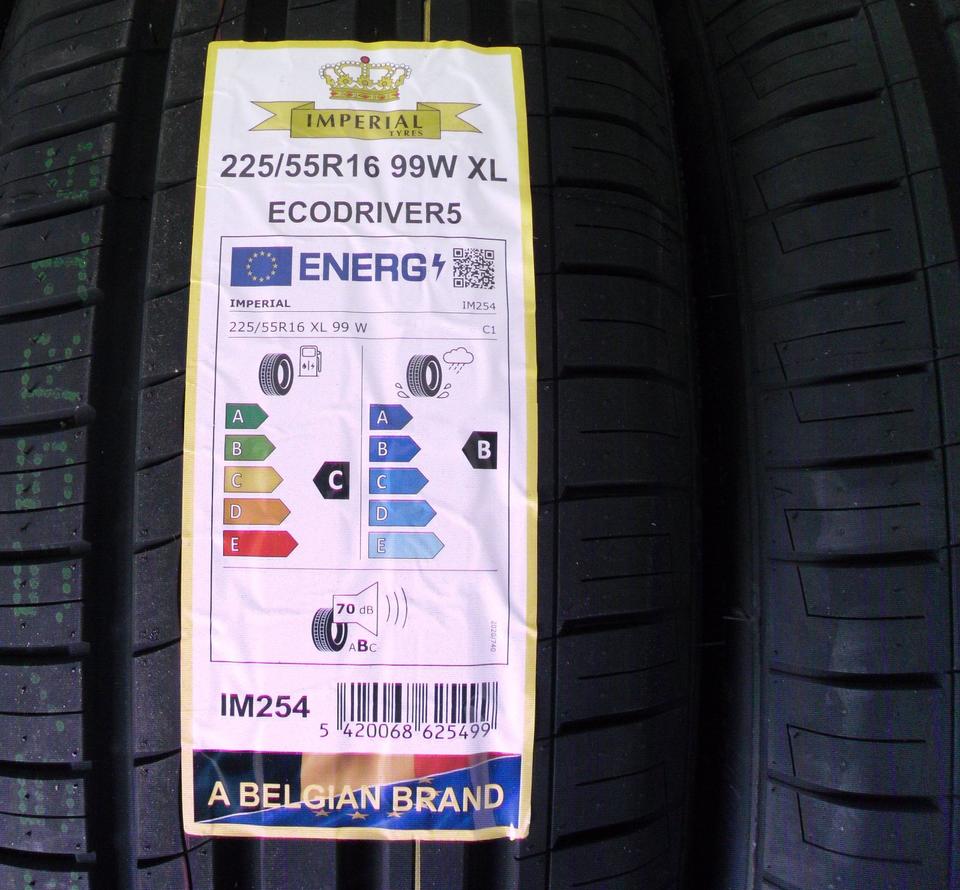 IMPERIAL
TYRES
225/55R16 99W XL
ECODRIVER5
ENERG
IMPERIAL IM254
225/55R16 XL 99 W C1
A A
B B B
C C C
D D
E E
70 dB
ABC
2020/740
IM254
5 420068 625499
A BELGIAN BRAND